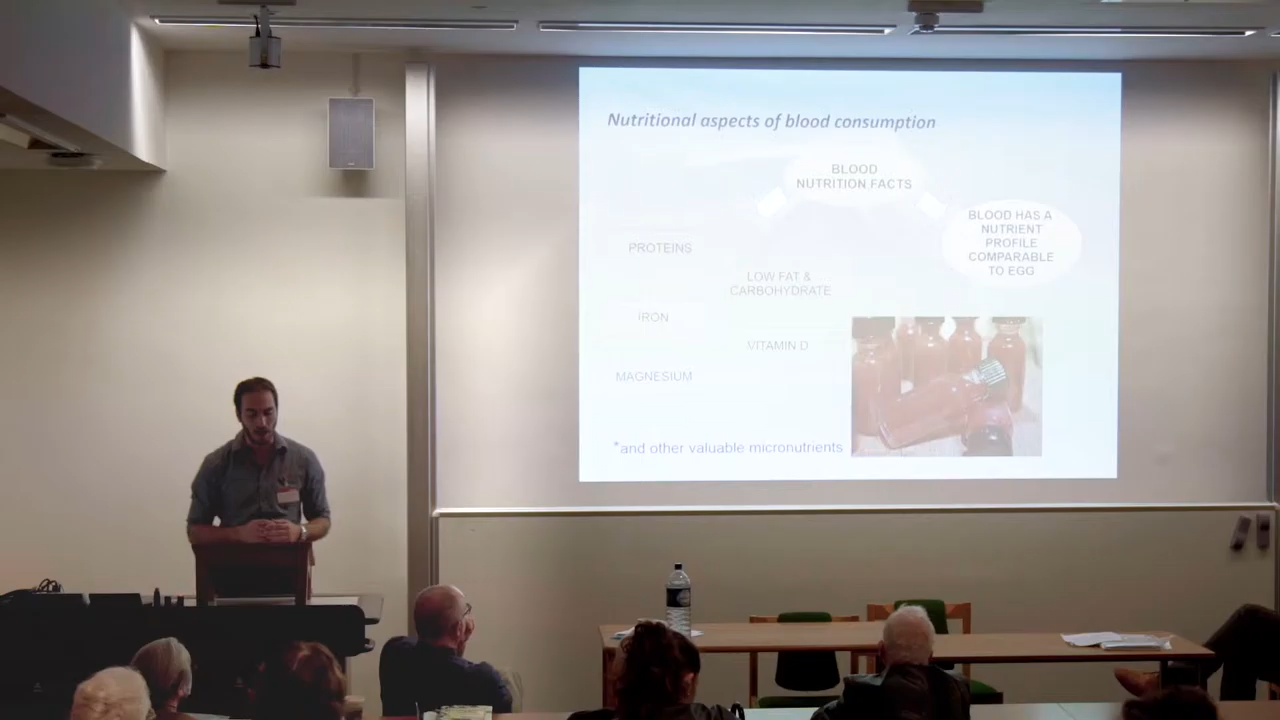 Nutritional aspects of blood consumption
BLOOD
NUTRITION FACTS
BLOOD HAS A
NUTRIENT
PROFILE
COMPARABLE
TO EGG
PROTEINS
LOW FAT &
CARBOHYDRATE
IRON
VITAMIN D
MAGNESIUM
*and other valuable micronutrients